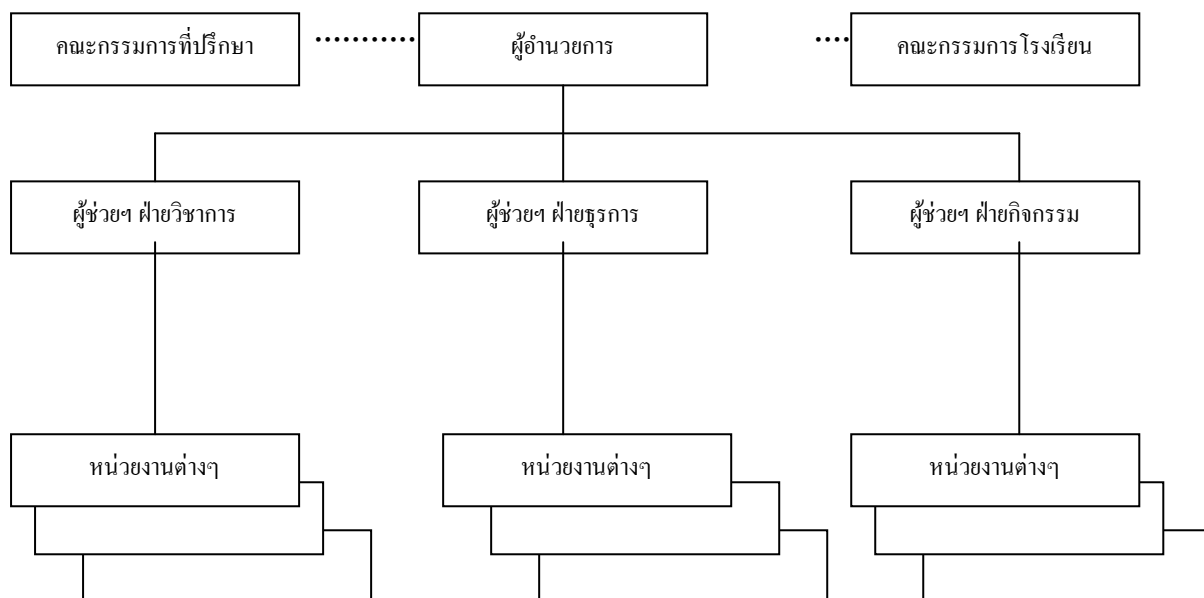 คณะกรรมการที่ปรึกษา
ผู้อำนวยการ
คณะกรรมการโรงเรียน
ผู้ช่วยฯ ฝ่ายวิชาการ
ผู้ช่วยฯ ฝ่ายธุรการ
ผู้ช่วยฯ ฝ่ายกิจกรรม
หน่วยงานต่างๆ
หน่วยงานต่างๆ
หน่วยงานต่างๆ